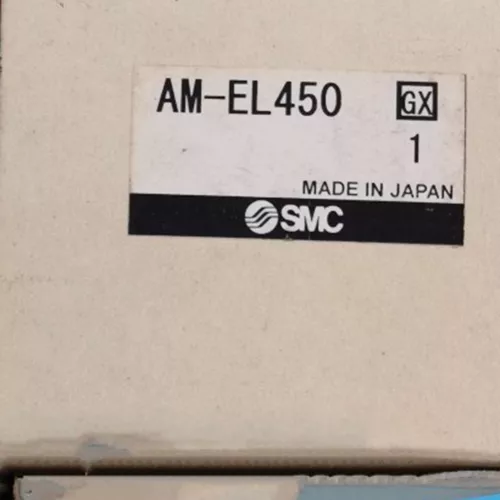 AM-EL450 GX
1
MADE IN JAPAN
SMC